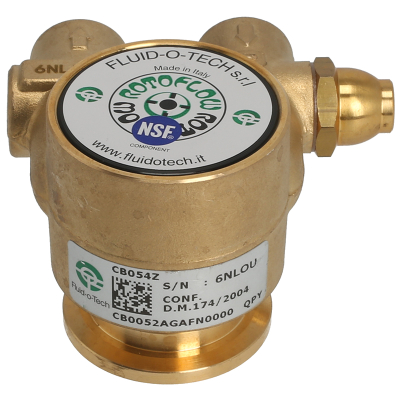 6NL
FLUID-O-TECH s.r.l
Made in Italy
ROTOFLOW
NSF®
COMPONENT
www.fluidotech.it
CB054Z
S/N : 6NLOU
CONF.
D.M.174/2004
Fluid-o-Tech
CB0052AGAFN0000 QPY